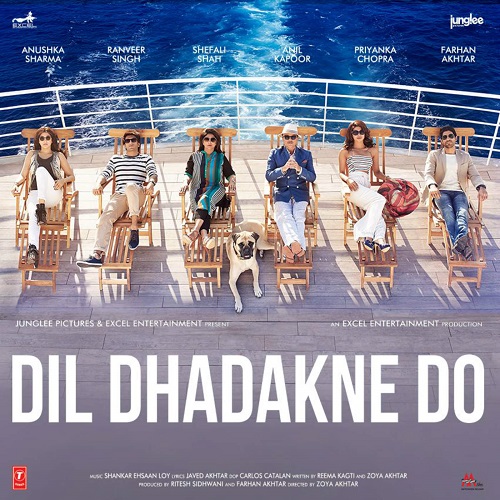 EXCEL
ENTERTAINMENT
junglee
ANUSHKA SHARMA
RANVEER SINGH
SHEFALI SHAH
ANIL KAPOOR
PRIYANKA CHOPRA
FARHAN AKHTAR
JUNGLEE PICTURES & EXCEL ENTERTAINMENT PRESENT
AN EXCEL ENTERTAINMENT PRODUCTION
DIL DHADAKNE DO
T-SERIES
MUSIC SHANKAR EHSAAN LOY LYRICS JAVED AKHTAR DOP CARLOS CATALAN WRITTEN BY REEMA KAGTI AND ZOYA AKHTAR
PRODUCED BY RITESH SIDHWANI AND FARHAN AKHTAR DIRECTED BY ZOYA AKHTAR